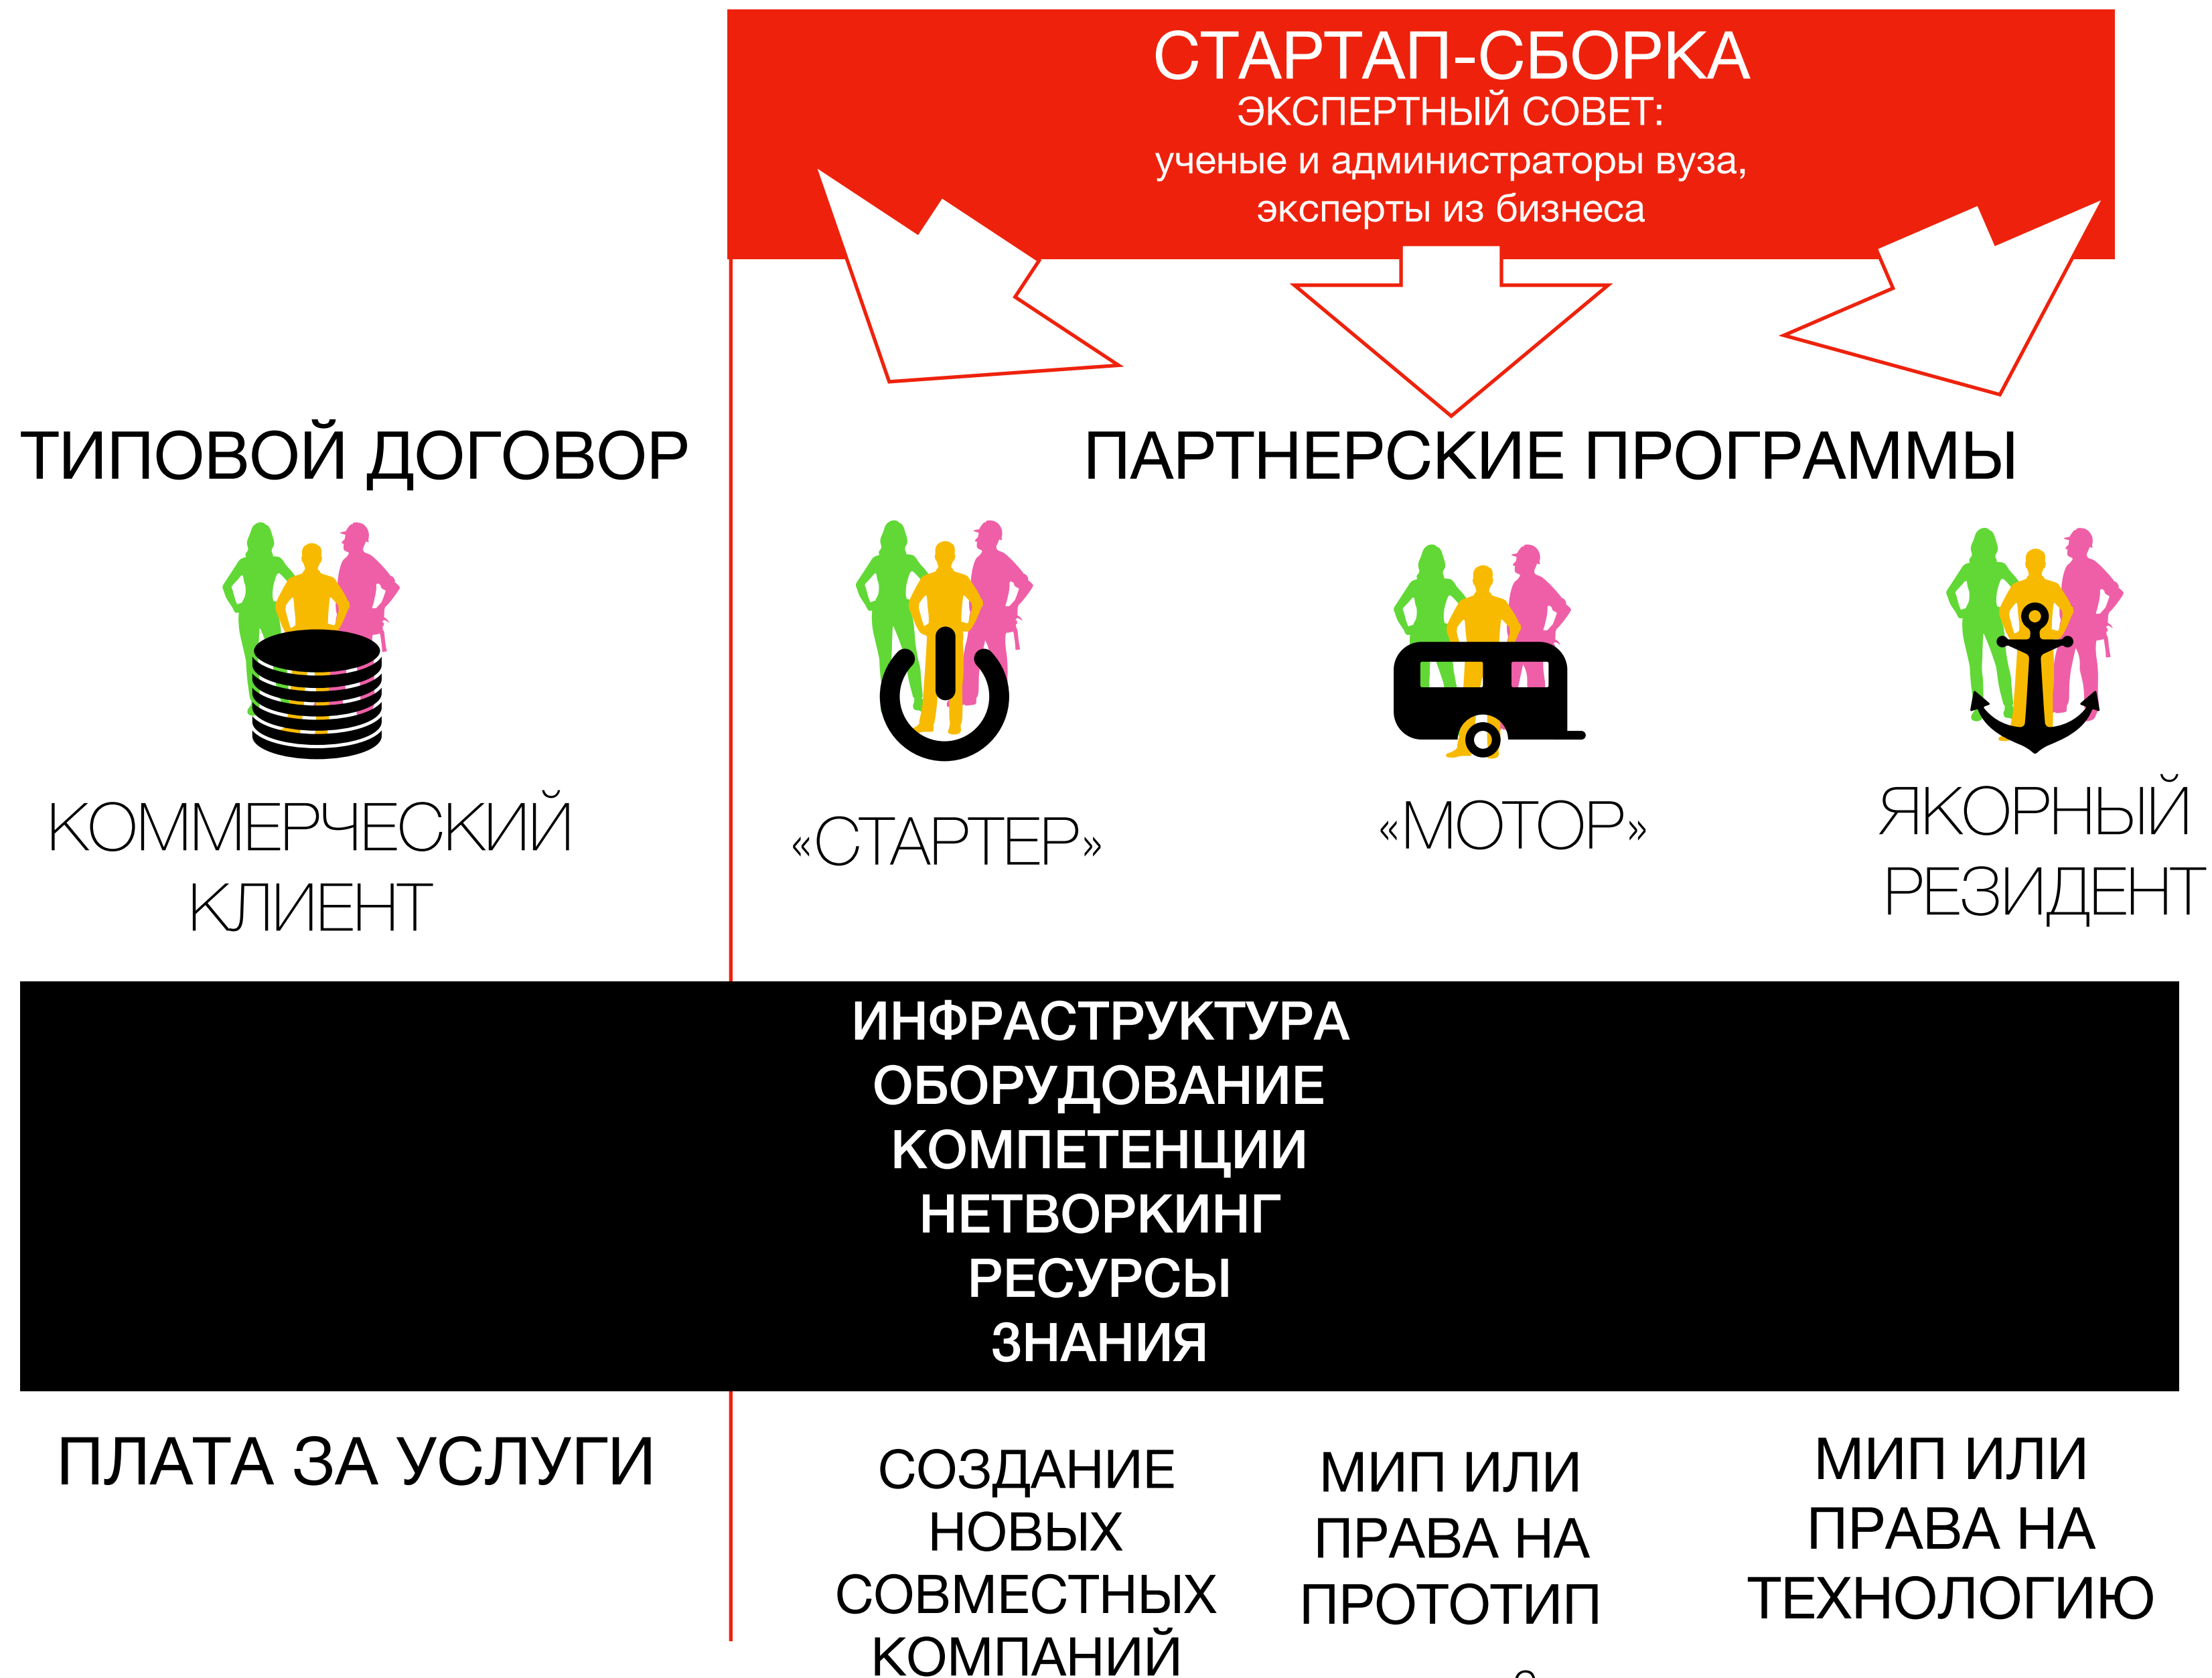 СТАРТАП-СБОРКА
ЭКСПЕРТНЫЙ СОВЕТ:
ученые и администраторы вуза,
эксперты из бизнеса
ТИПОВОЙ ДОГОВОР
ПАРТНЕРСКИЕ ПРОГРАММЫ
КОММЕРЧЕСКИЙ
КЛИЕНТ
«СТАРТЕР»
«МОТОР»
ЯКОРНЫЙ
РЕЗИДЕНТ
ИНФРАСТРУКТУРА
ОБОРУДОВАНИЕ
КОМПЕТЕНЦИИ
НЕТВОРКИНГ
РЕСУРСЫ
ЗНАНИЯ
ПЛАТА ЗА УСЛУГИ
СОЗДАНИЕ
НОВЫХ
СОВМЕСТНЫХ
КОМПАНИЙ
МИП ИЛИ
ПРАВА НА
ПРОТОТИП
МИП ИЛИ
ПРАВА НА
ТЕХНОЛОГИЮ